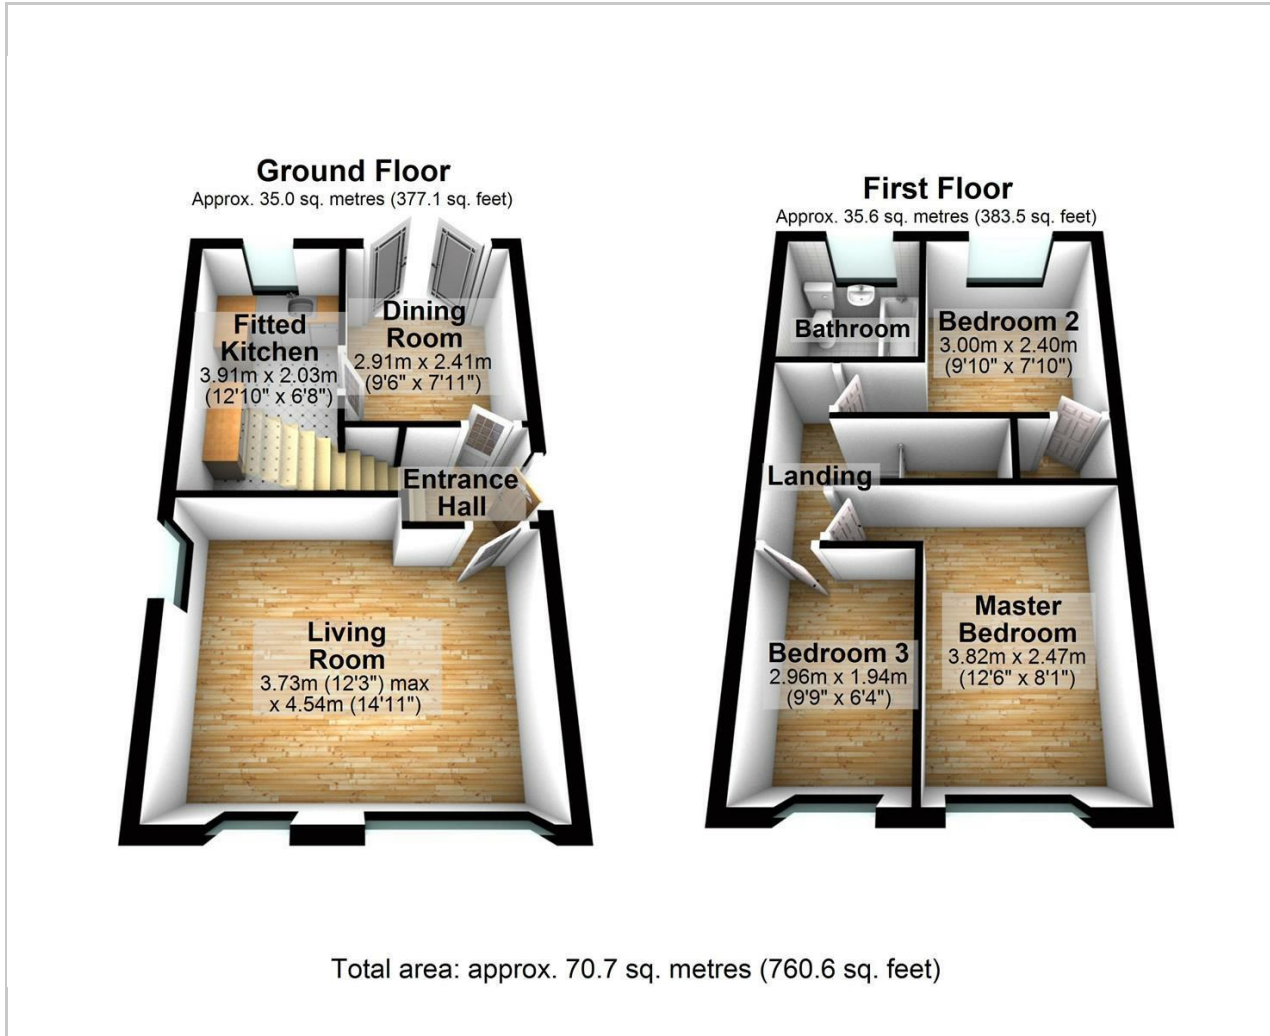 Ground Floor
Approx. 35.0 sq. metres (377.1 sq. feet)
Fitted
Kitchen
3.91m x 2.03m
(12'10" x 6'8")
Dining
Room
2.91m x 2.41m
(9'6" x 7'11")
Entrance
Hall
Living
Room
3.73m (12'3") max
x 4.54m (14'11")
First Floor
Approx. 35.6 sq. metres (383.5 sq. feet)
Bathroom
Bedroom 2
3.00m x 2.40m
(9'10" x 7'10")
Landing
Bedroom 3
2.96m x 1.94m
(9'9" x 6'4")
Master
Bedroom
3.82m x 2.47m
(12'6" x 8'1")
Total area: approx. 70.7 sq. metres (760.6 sq. feet)